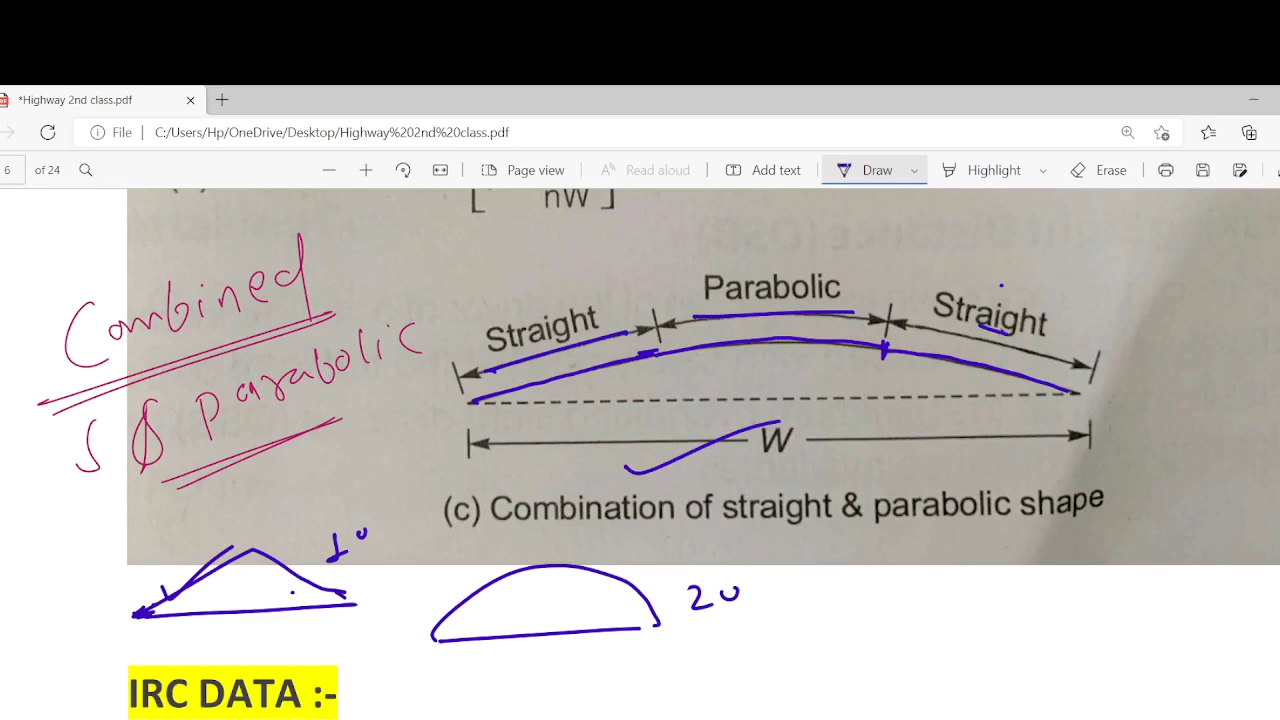 *Highway 2nd class.pdf
File C:/Users/Hp/OneDrive/Desktop/Highway%202nd%20class.pdf
6 of 24 Page view Read aloud Add text Draw Highlight Erase
nW
Combined
S & parabolic
Straight
Parabolic
Straight
W
(c) Combination of straight & parabolic shape
IRC DATA :-